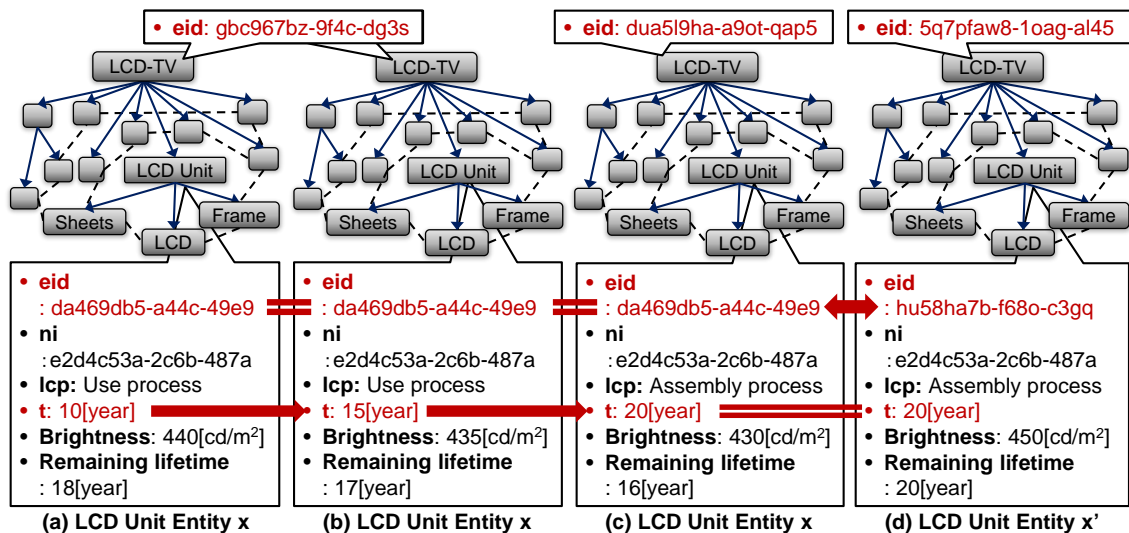 • eid: gbc967bz-9f4c-dg3s
• eid: dua5l9ha-a9ot-qap5
• eid: 5q7pfaw8-1oag-al45
LCD-TV
LCD Unit
Sheets
Frame
LCD
LCD-TV
LCD Unit
Sheets
Frame
LCD
LCD-TV
LCD Unit
Sheets
Frame
LCD
LCD-TV
LCD Unit
Sheets
Frame
LCD
• eid
: da469db5-a44c-49e9
• ni
:e2d4c53a-2c6b-487a
• lcp: Use process
• t: 10[year]
• Brightness: 440[cd/m²]
• Remaining lifetime
: 18[year]
(a) LCD Unit Entity x
• eid
: da469db5-a44c-49e9
• ni
:e2d4c53a-2c6b-487a
• lcp: Use process
• t: 15[year]
• Brightness: 435[cd/m²]
• Remaining lifetime
: 17[year]
(b) LCD Unit Entity x
• eid
: da469db5-a44c-49e9
• ni
:e2d4c53a-2c6b-487a
• lcp: Assembly process
• t: 20[year]
• Brightness: 430[cd/m²]
• Remaining lifetime
: 16[year]
(c) LCD Unit Entity x
• eid
: hu58ha7b-f68o-c3gq
• ni
:e2d4c53a-2c6b-487a
• lcp: Assembly process
• t: 20[year]
• Brightness: 450[cd/m²]
• Remaining lifetime
: 20[year]
(d) LCD Unit Entity x’